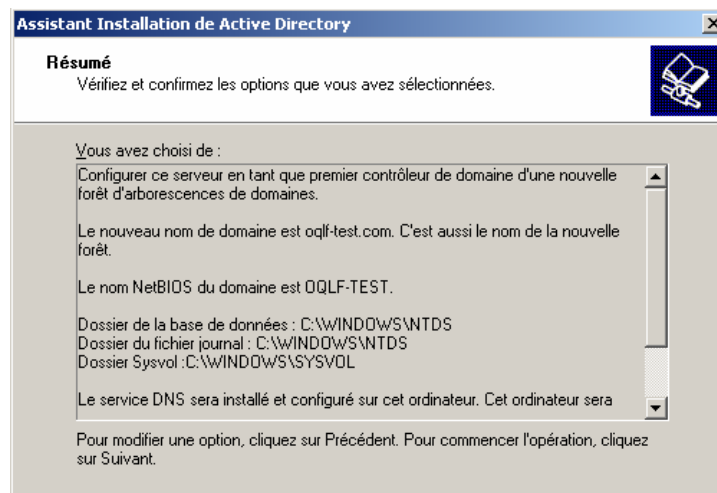 Assistant Installation de Active Directory
Résumé
Vérifiez et confirmez les options que vous avez sélectionnées.
Vous avez choisi de :
Configurer ce serveur en tant que premier contrôleur de domaine d'une nouvelle
forêt d'arborescences de domaines.
Le nouveau nom de domaine est oqlf-test.com. C'est aussi le nom de la nouvelle
forêt.
Le nom NetBIOS du domaine est OQLF-TEST.
Dossier de la base de données : C:\WINDOWS\NTDS
Dossier du fichier journal : C:\WINDOWS\NTDS
Dossier Sysvol :C:\WINDOWS\SYSVOL
Le service DNS sera installé et configuré sur cet ordinateur. Cet ordinateur sera
Pour modifier une option, cliquez sur Précédent. Pour commencer l'opération, cliquez
sur Suivant.